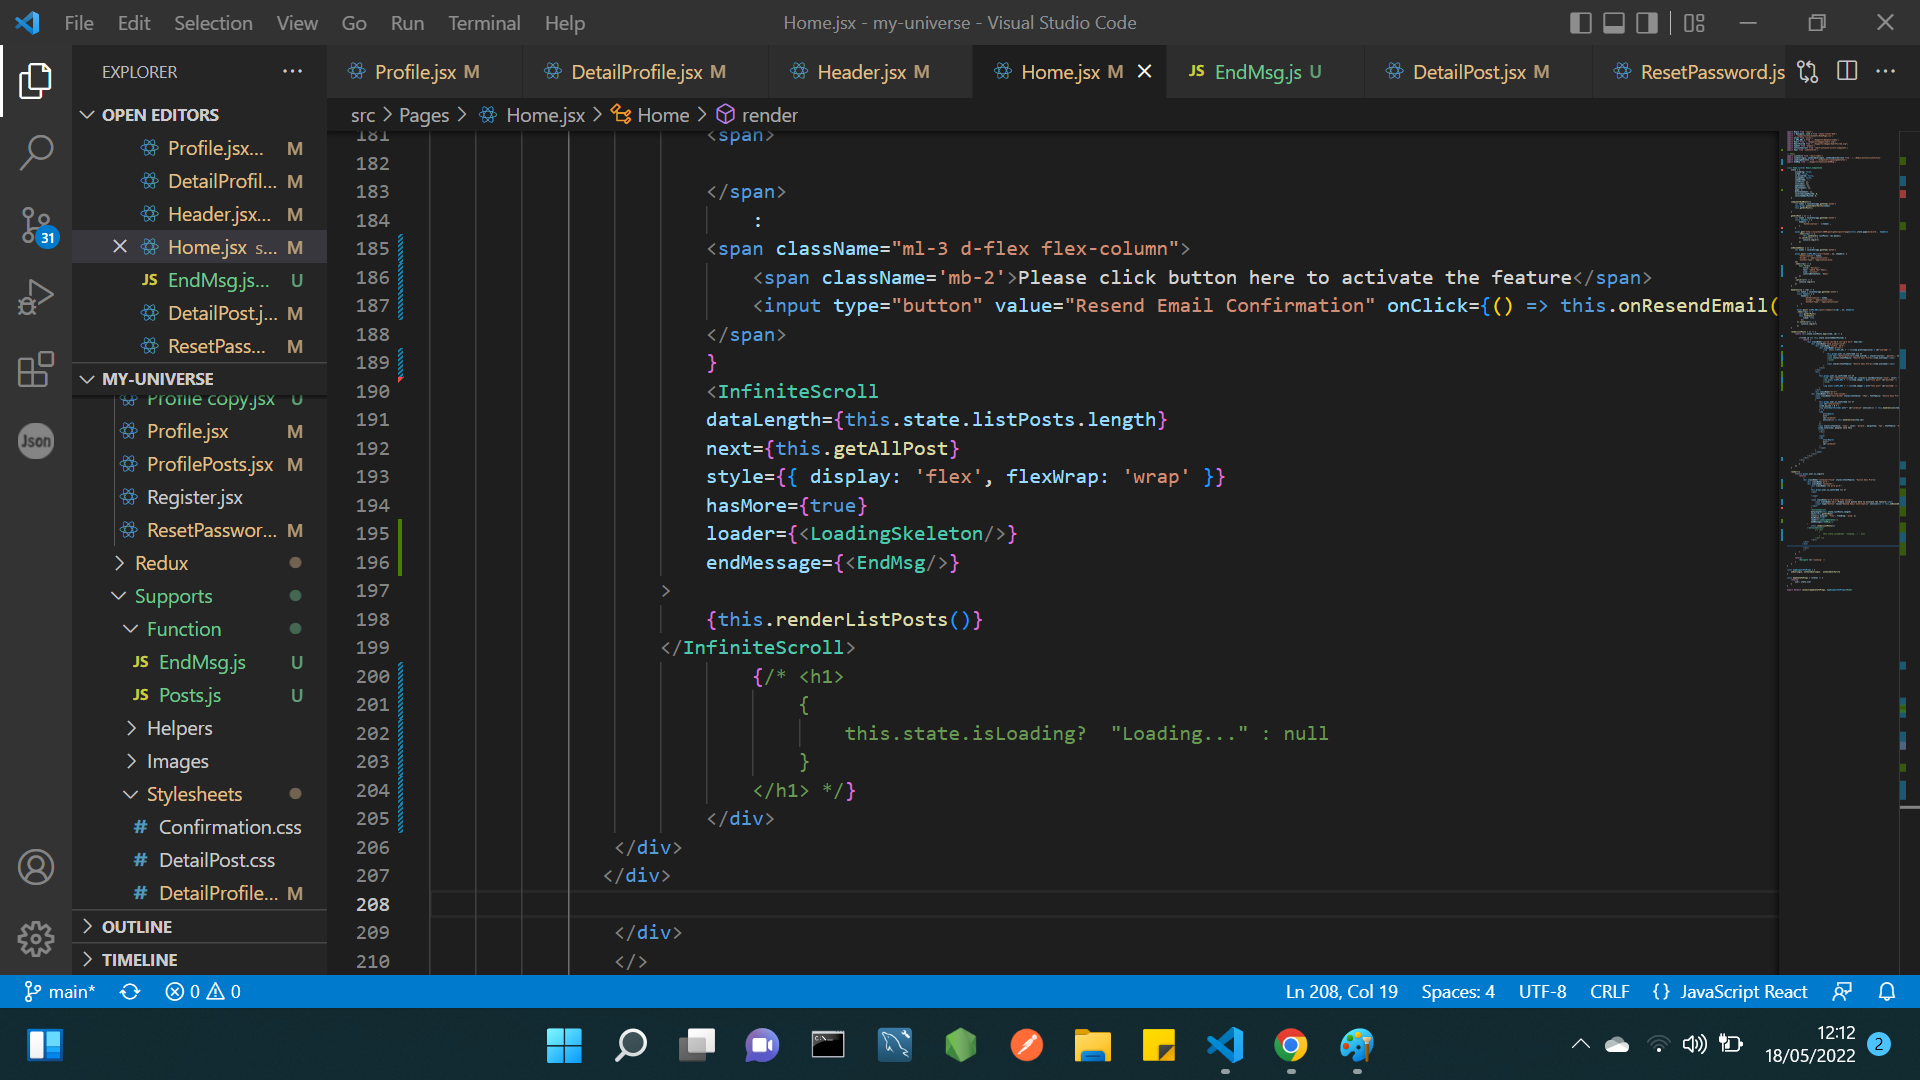 File Edit Selection View Go Run Terminal Help
Home.jsx - my-universe - Visual Studio Code
EXPLORER
OPEN EDITORS
Profile.jsx... M
DetailProfil... M
Header.jsx... M
Home.jsx s... M
EndMsg.js... U
DetailPost.j... M
ResetPass... M
MY-UNIVERSE
Profile copy.jsx U
Profile.jsx M
ProfilePosts.jsx M
Register.jsx
ResetPasswor... M
Redux
Supports
Function
EndMsg.js U
Posts.js U
Helpers
Images
Stylesheets
Confirmation.css
DetailPost.css
DetailProfile... M
OUTLINE
TIMELINE
31
Json
Profile.jsx M DetailProfile.jsx M Header.jsx M Home.jsx M JS EndMsg.js U DetailPost.jsx M ResetPassword.js
src > Pages > Home.jsx > Home > render
181 <span>
182
183 </span>
184 :
185 <span className="ml-3 d-flex flex-column">
186 <span className='mb-2'>Please click button here to activate the feature</span>
187 <input type="button" value="Resend Email Confirmation" onClick={() => this.onResendEmail(
188 </span>
189 }
190 <InfiniteScroll
191 dataLength={this.state.listPosts.length}
192 next={this.getAllPost}
193 style={{ display: 'flex', flexWrap: 'wrap' }}
194 hasMore={true}
195 loader={<LoadingSkeleton/>}
196 endMessage={<EndMsg/>}
197 >
198 {this.renderListPosts()}
199 </InfiniteScroll>
200 {/* <h1>
201 {
202 this.state.isLoading? "Loading..." : null
203 }
204 </h1> */}
205 </div>
206 </div>
207 </div>
208
209 </div>
210 </>
main* 0 0 Ln 208, Col 19 Spaces: 4 UTF-8 CRLF {} JavaScript React
12:12
18/05/2022 2